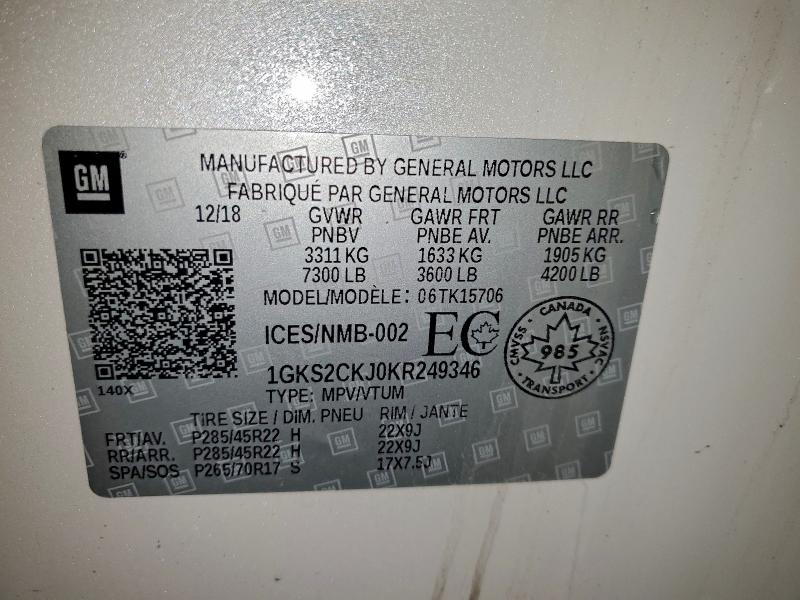 GM
MANUFACTURED BY GENERAL MOTORS LLC
FABRIQUÉ PAR GENERAL MOTORS LLC
12/18 GVWR GAWR FRT GAWR RR
PNBV PNBE AV. PNBE ARR.
3311 KG 1633 KG 1905 KG
7300 LB 3600 LB 4200 LB
MODEL/MODÈLE: 06TK15706
ICES/NMB-002 EC
CANADA
CMVSS 985 NSVAC
TRANSPORT
1GKS2CKJ0KR249346
140X
TYPE: MPV/VTUM
TIRE SIZE / DIM. PNEU RIM / JANTE
FRT/AV. P285/45R22 H 22X9J
RR/ARR. P285/45R22 H 22X9J
SPA/SOS P265/70R17 S 17X7.5J